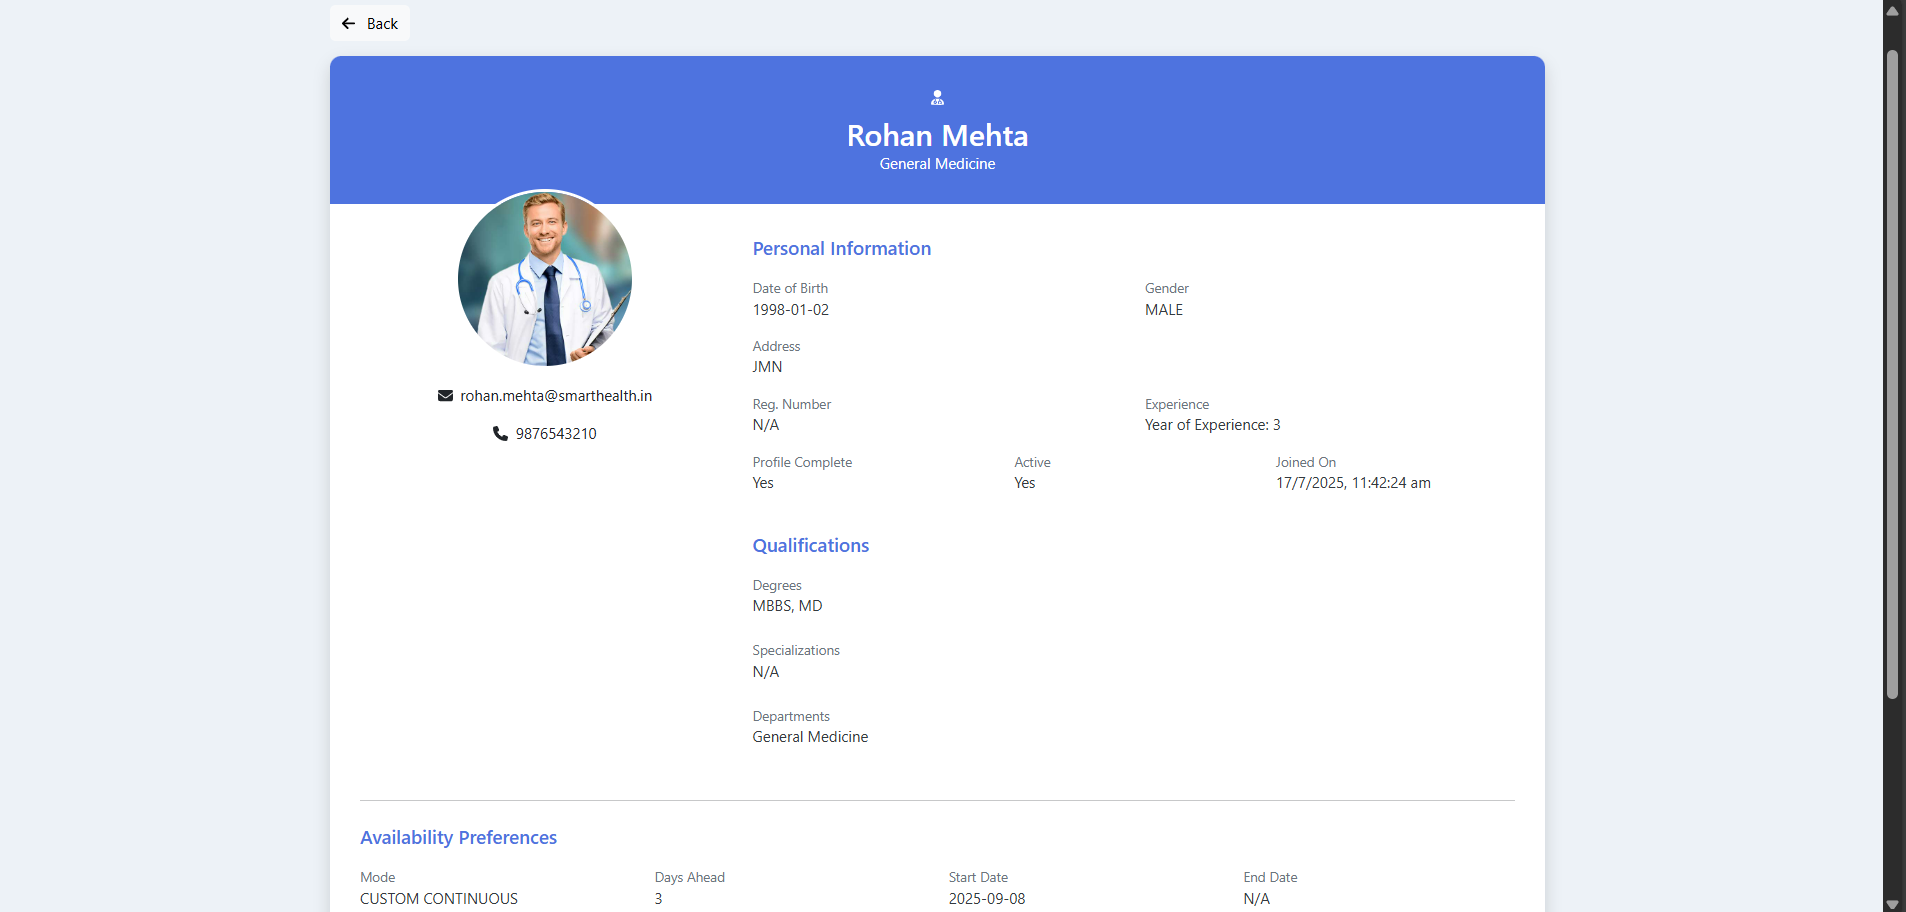 Back
Rohan Mehta
General Medicine
rohan.mehta@smarthealth.in
9876543210
Personal Information
Date of Birth
1998-01-02
Gender
MALE
Address
JMN
Reg. Number
N/A
Experience
Year of Experience: 3
Profile Complete
Yes
Active
Yes
Joined On
17/7/2025, 11:42:24 am
Qualifications
Degrees
MBBS, MD
Specializations
N/A
Departments
General Medicine
Availability Preferences
Mode
CUSTOM CONTINUOUS
Days Ahead
3
Start Date
2025-09-08
End Date
N/A